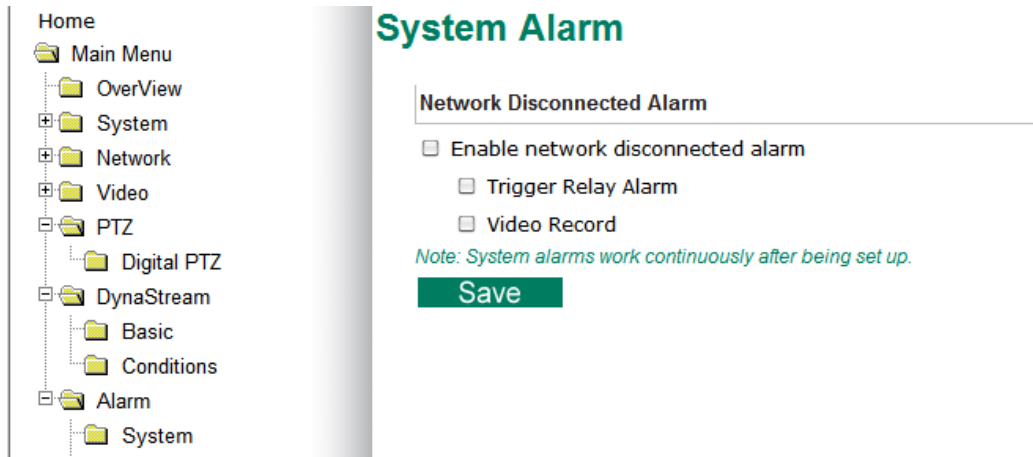 Home
Main Menu
OverView
System
Network
Video
PTZ
Digital PTZ
DynaStream
Basic
Conditions
Alarm
System
System Alarm
Network Disconnected Alarm
Enable network disconnected alarm
Trigger Relay Alarm
Video Record
Note: System alarms work continuously after being set up.
Save